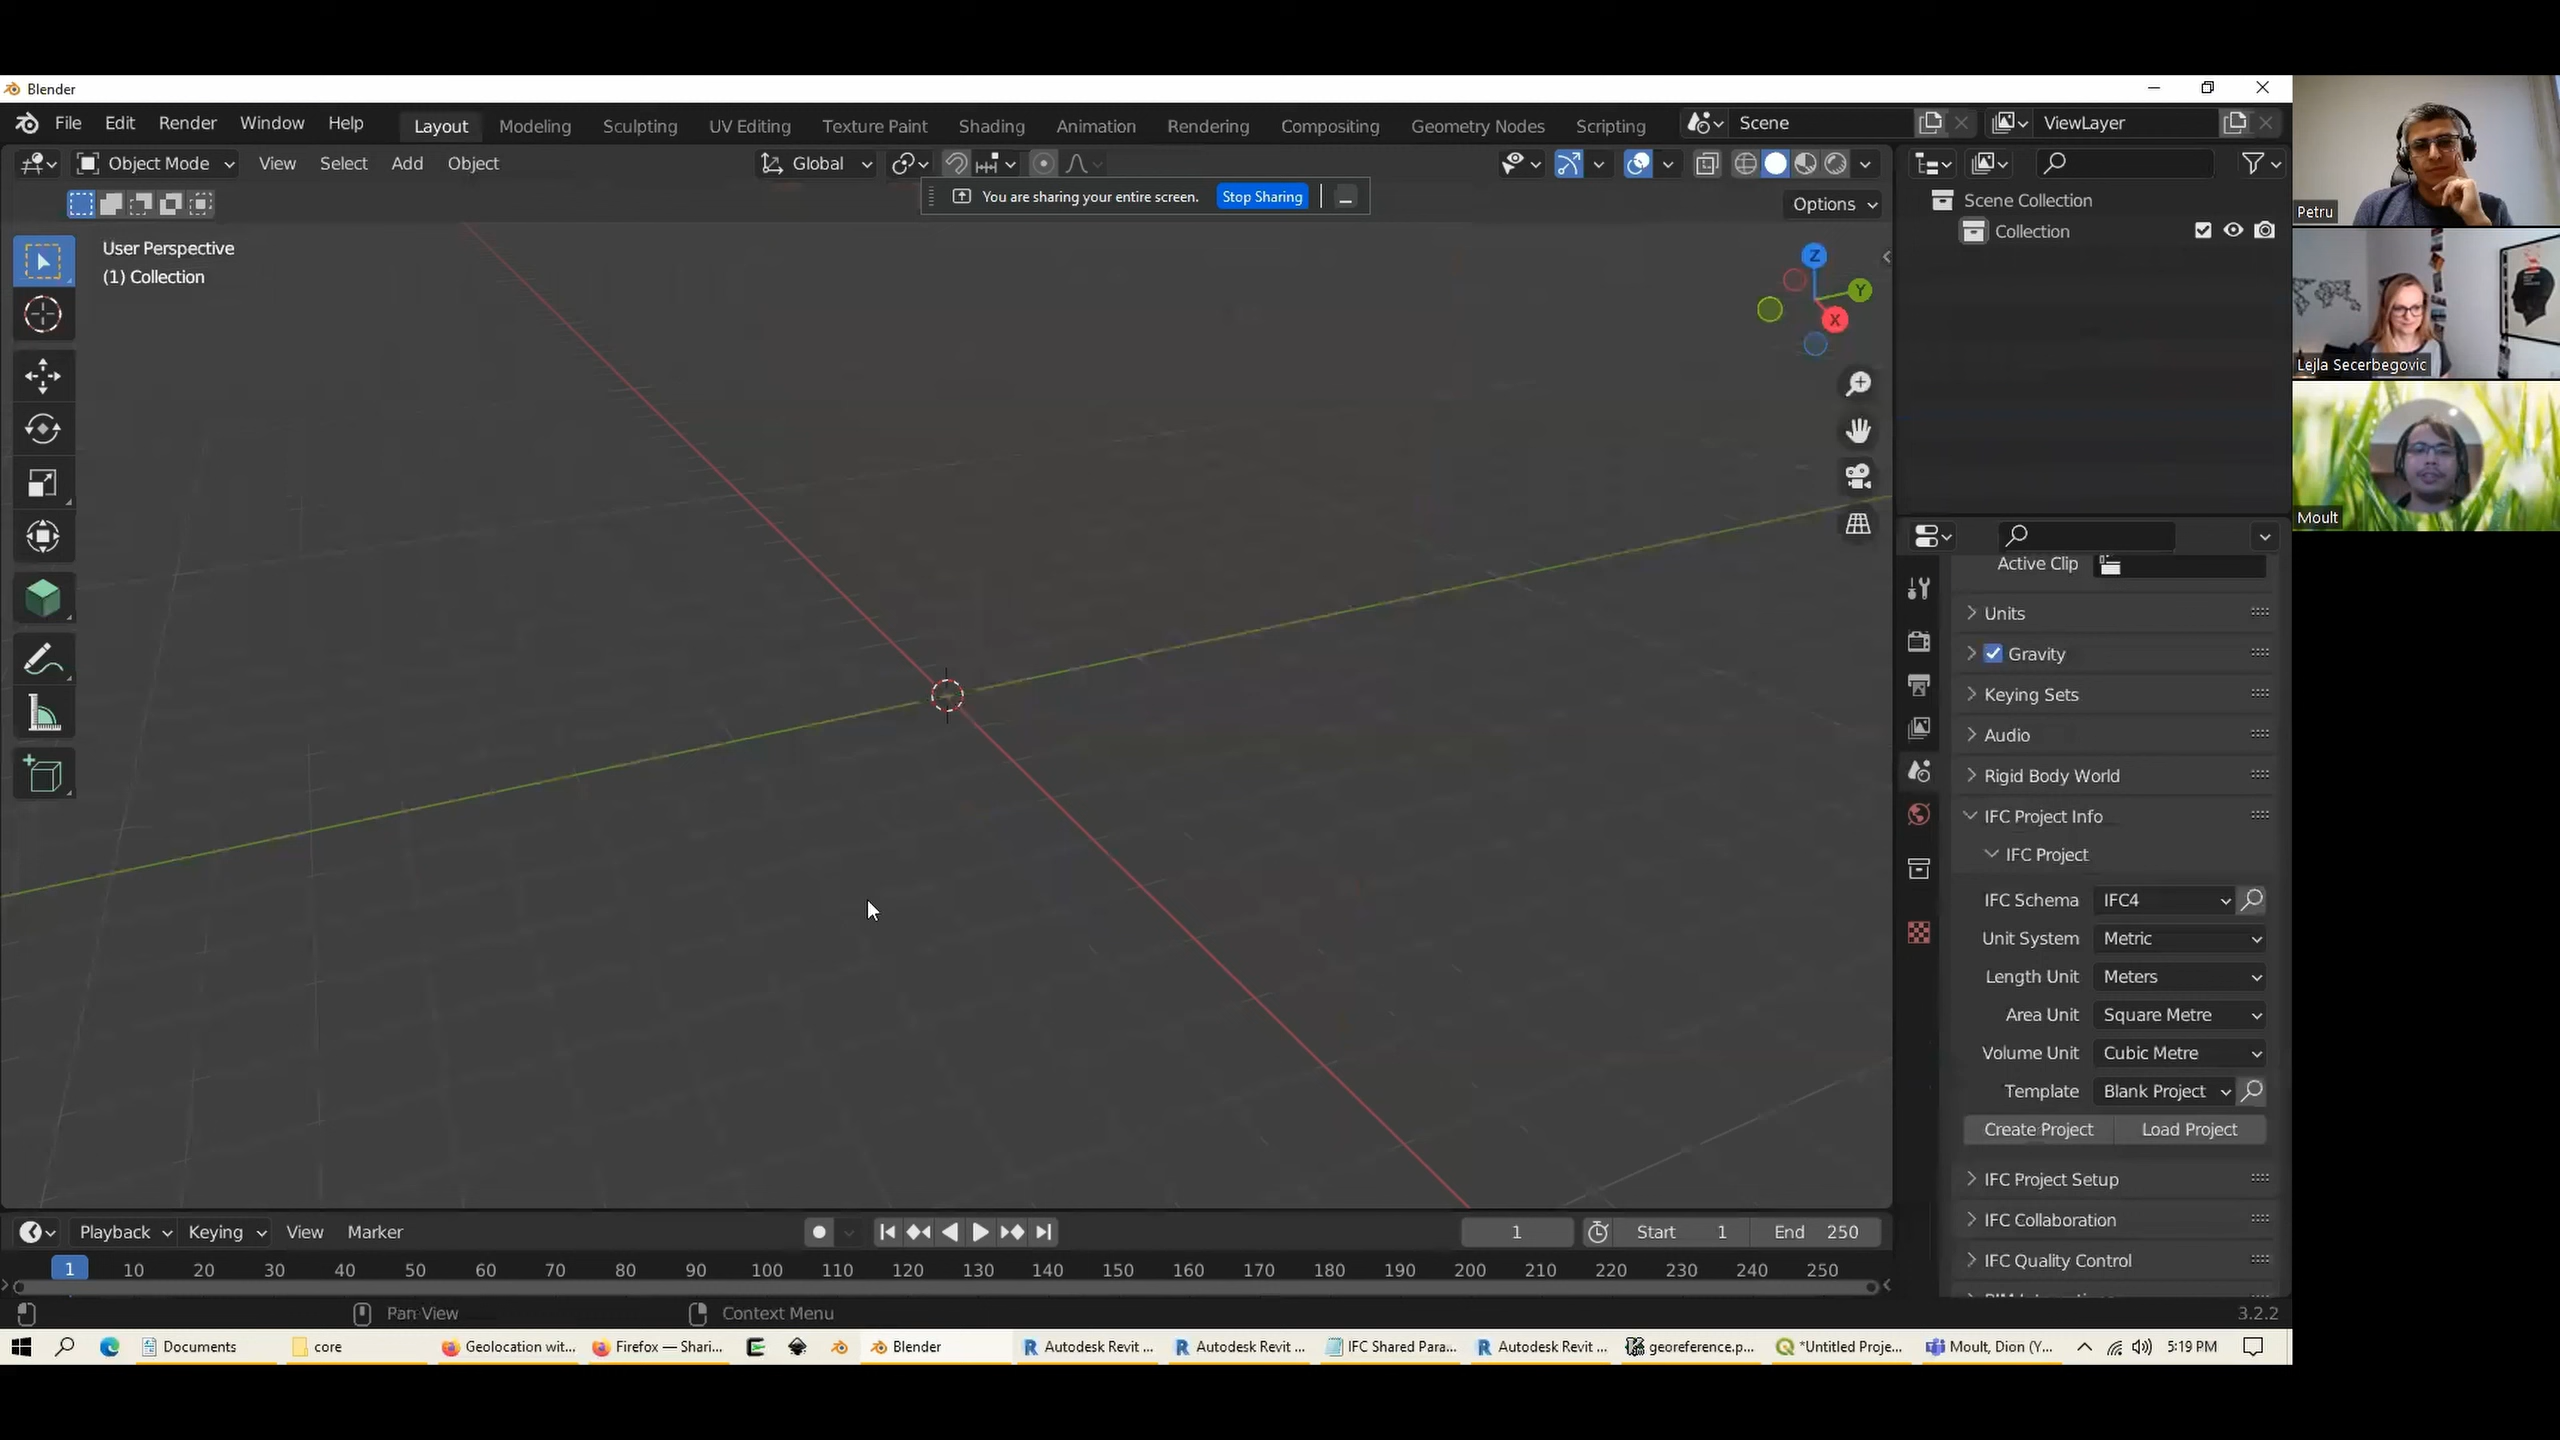 Blender
File Edit Render Window Help
Layout Modeling Sculpting UV Editing Texture Paint Shading Animation Rendering Compositing Geometry Nodes Scripting
Scene
ViewLayer
Object Mode View Select Add Object
Global
You are sharing your entire screen. Stop Sharing
Options
User Perspective
(1) Collection
Z
Y
X
Scene Collection
Collection
Active Clip
Units
Gravity
Keying Sets
Audio
Rigid Body World
IFC Project Info
IFC Project
IFC Schema IFC4
Unit System Metric
Length Unit Meters
Area Unit Square Metre
Volume Unit Cubic Metre
Template Blank Project
Create Project Load Project
IFC Project Setup
IFC Collaboration
IFC Quality Control
Playback Keying View Marker
1 Start 1 End 250
1 10 20 30 40 50 60 70 80 90 100 110 120 130 140 150 160 170 180 190 200 210 220 230 240 250
Pan View Context Menu
3.2.2
Documents core Geolocation wit... Firefox — Shari... Blender Autodesk Revit ... Autodesk Revit ... IFC Shared Para... Autodesk Revit ... georeference.p... *Untitled Proje... Moult, Dion (Y... 5:19 PM
Petru
Lejla Secerbegovic
Moult